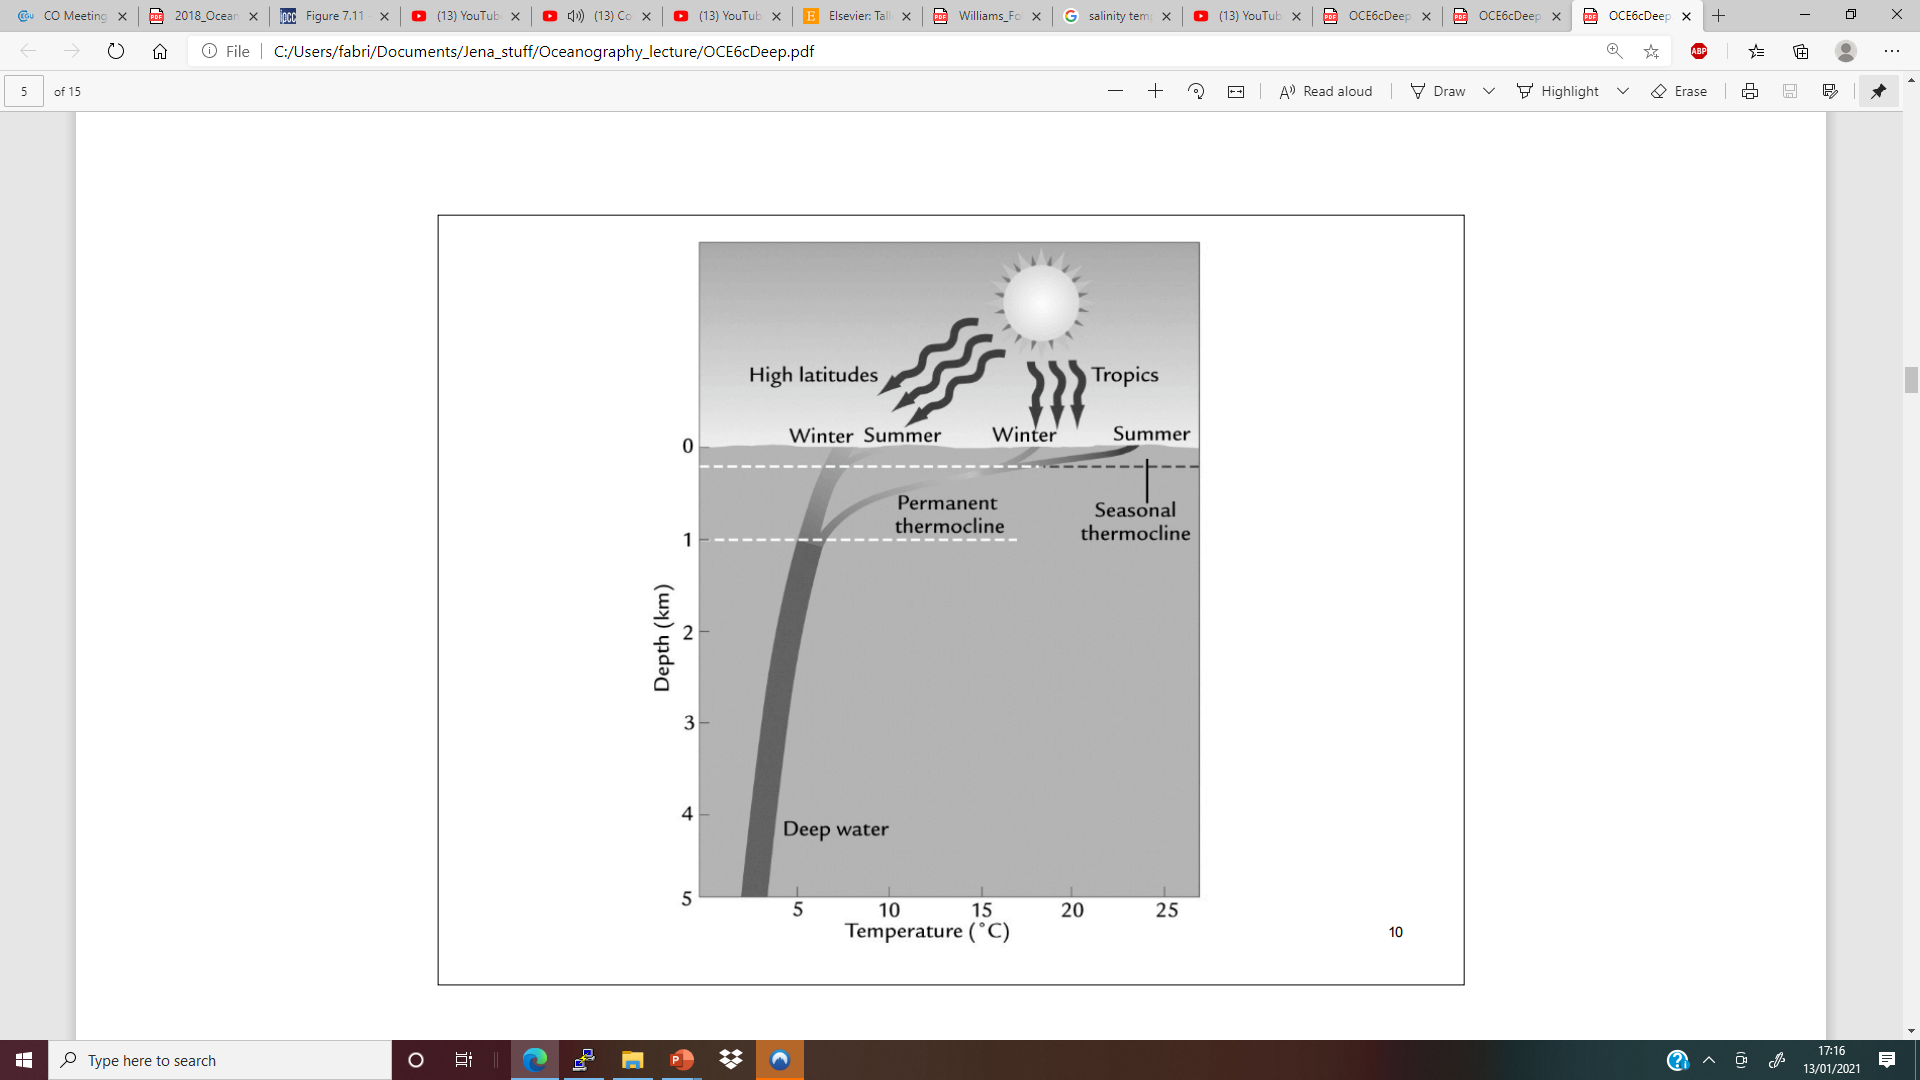 CO Meeting
2018_Ocean
Figure 7.11
(13) YouTub
(13) Co
(13) YouTub
Elsevier: Tal
Williams_Fo
salinity tem
(13) YouTub
OCE6cDeep
OCE6cDeep
OCE6cDeep
File
C:/Users/fabri/Documents/Jena_stuff/Oceanography_lecture/OCE6cDeep.pdf
ABP
5 of 15
Read aloud
Draw
Highlight
Erase
High latitudes
Tropics
Winter Summer Winter Summer
0
Permanent
thermocline
Seasonal
thermocline
1
Depth (km)
2
3
4
Deep water
5
5 10 15 20 25
Temperature (°C)
10
Type here to search
17:16
13/01/2021